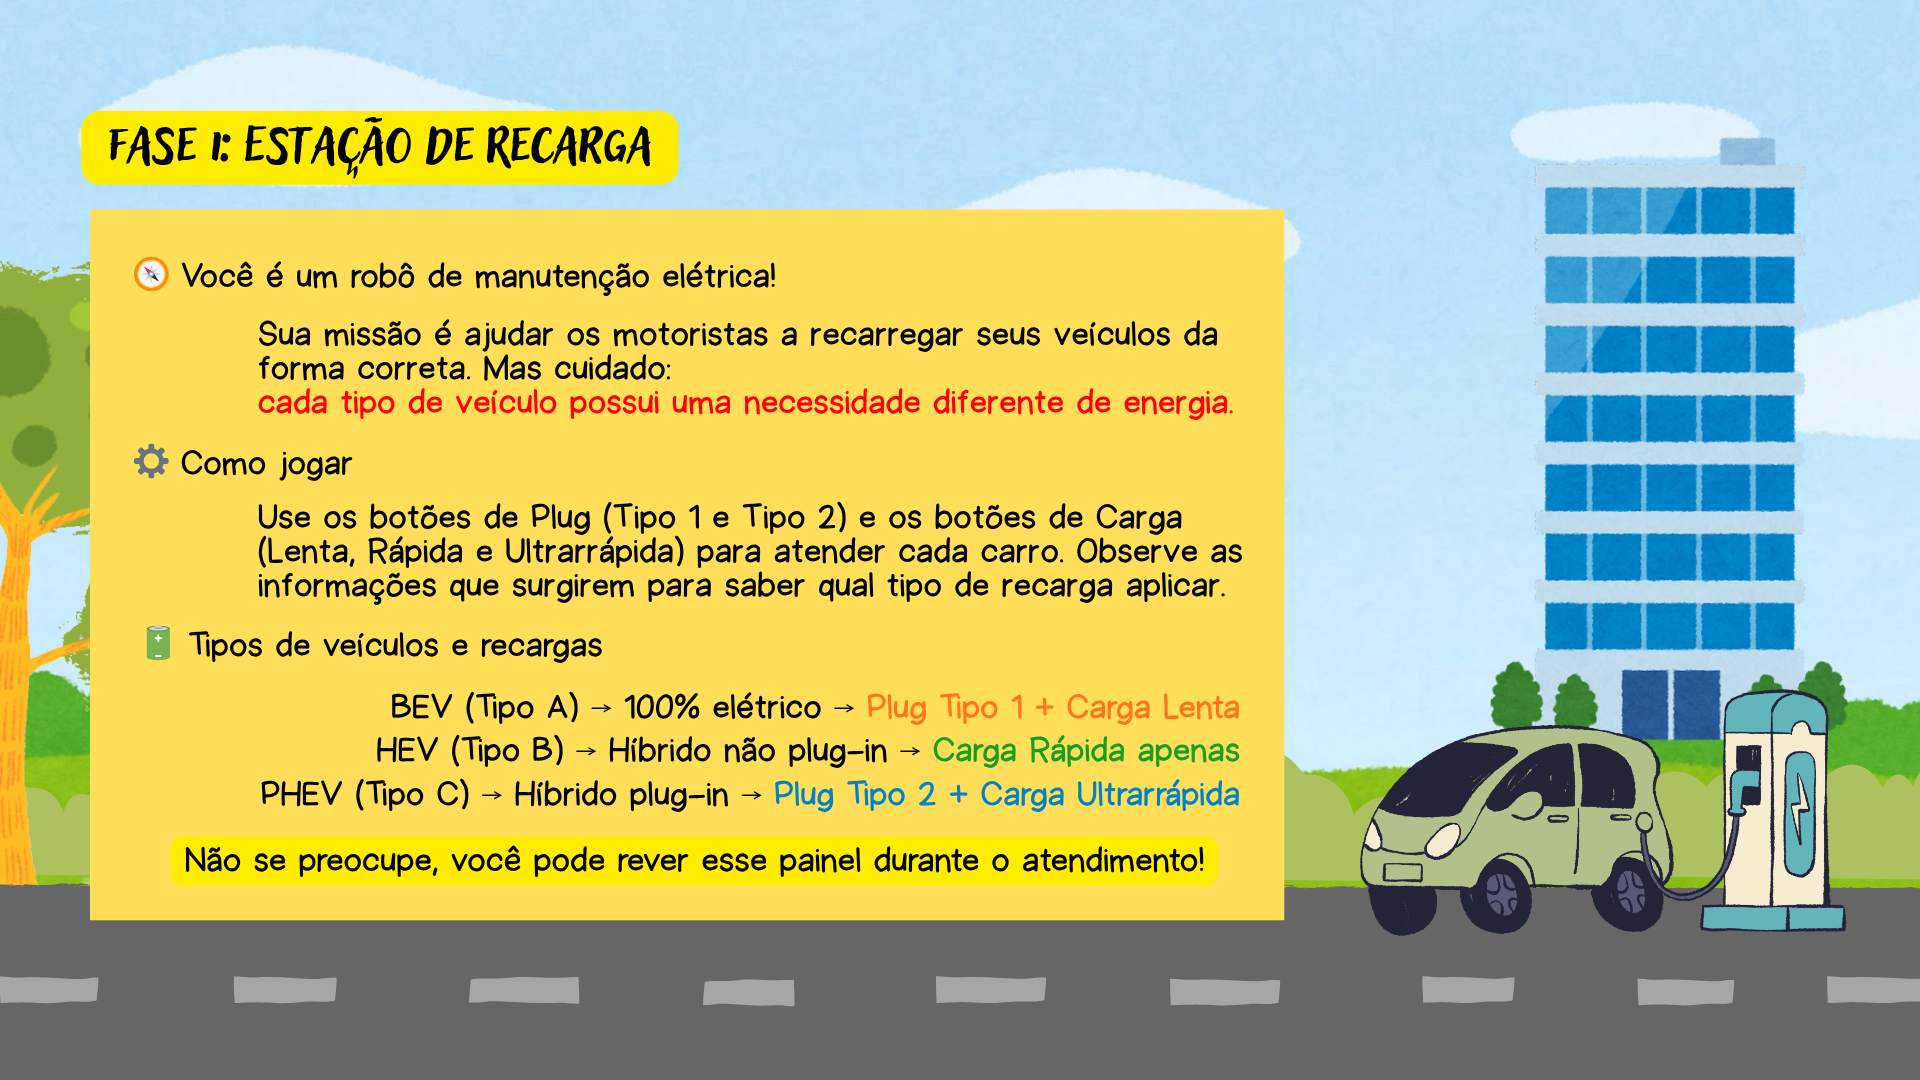 FASE 1: ESTAÇÃO DE RECARGA
Você é um robô de manutenção elétrica!
Sua missão é ajudar os motoristas a recarregar seus veículos da
forma correta. Mas cuidado:
cada tipo de veículo possui uma necessidade diferente de energia.
Como jogar
Use os botões de Plug (Tipo 1 e Tipo 2) e os botões de Carga
(Lenta, Rápida e Ultrarrápida) para atender cada carro. Observe as
informações que surgirem para saber qual tipo de recarga aplicar.
Tipos de veículos e recargas
BEV (Tipo A) → 100% elétrico → Plug Tipo 1 + Carga Lenta
HEV (Tipo B) → Híbrido não plug-in → Carga Rápida apenas
PHEV (Tipo C) → Híbrido plug-in → Plug Tipo 2 + Carga Ultrarrápida
Não se preocupe, você pode rever esse painel durante o atendimento!